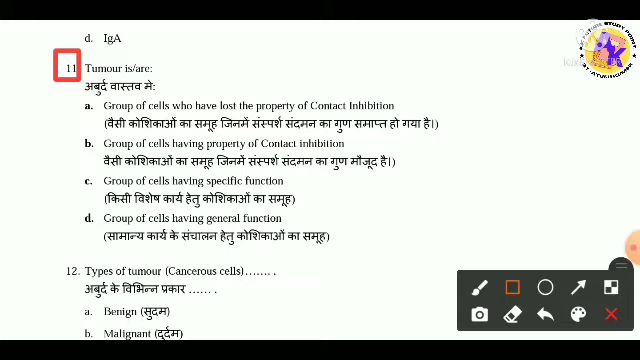 d. IgA
11 Tumour is/are:
अबुर्द वास्तव मे:
a. Group of cells who have lost the property of Contact Inhibition
(वैसी कोशिकाओं का समूह जिनमें संस्पर्श संदमन का गुण समाप्त हो गया है।)
b. Group of cells having property of Contact inhibition
वैसी कोशिकाओं का समूह जिनमें संस्पर्श संदमन का गुण मौजूद है।)
c. Group of cells having specific function
(किसी विशेष कार्य हेतु कोशिकाओं का समूह)
d. Group of cells having general function
(सामान्य कार्य के संचालन हेतु कोशिकाओं का समूह)
12. Types of tumour (Cancerous cells)....... .
अबुर्द के विभिन्न प्रकार ...... .
a. Benign (सुदम)
b. Malignant (दुर्दम)